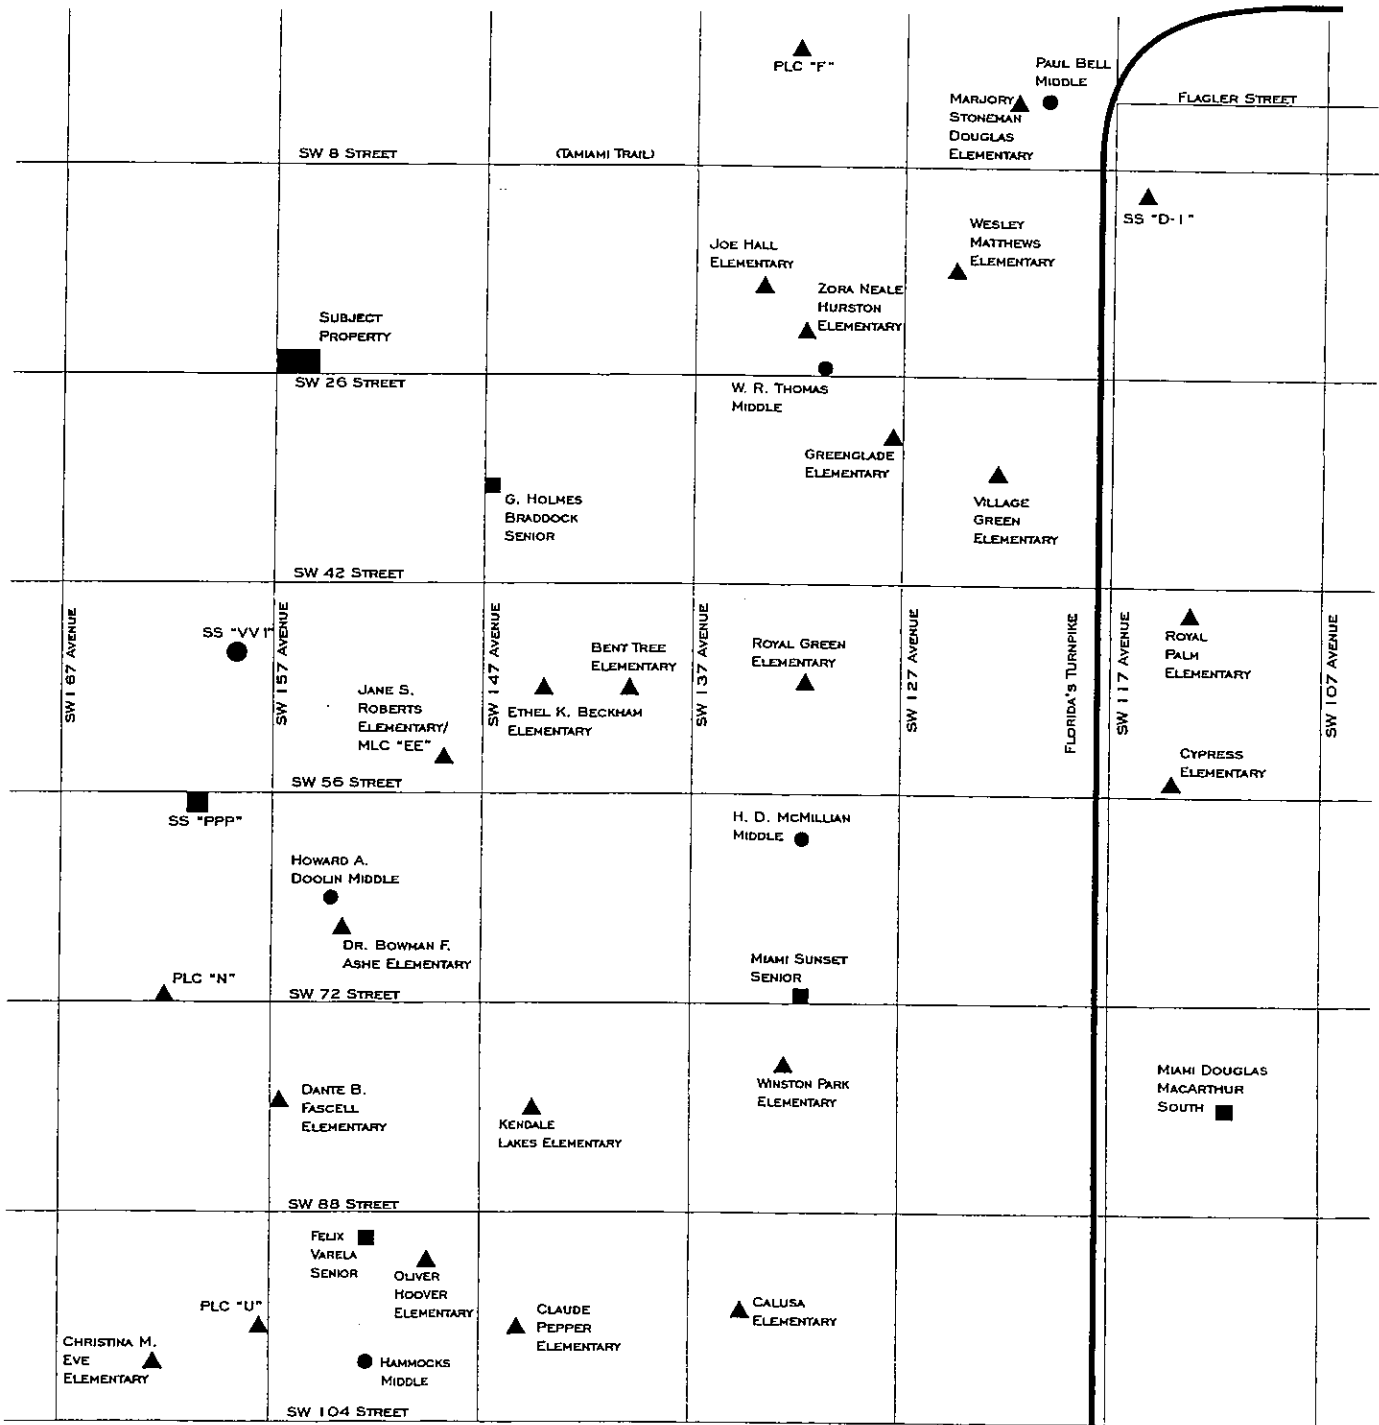 PLC "F"
PAUL BELL
MIDDLE
MARJORY
STONEMAN
DOUGLAS
ELEMENTARY
FLAGLER STREET
SW 8 STREET
(TAMIAMI TRAIL)
SS "D-1"
WESLEY
MATTHEWS
ELEMENTARY
JOE HALL
ELEMENTARY
ZORA NEALE
HURSTON
ELEMENTARY
SUBJECT
PROPERTY
SW 26 STREET
W. R. THOMAS
MIDDLE
GREENGLADE
ELEMENTARY
G. HOLMES
BRADDOCK
SENIOR
VILLAGE
GREEN
ELEMENTARY
SW 42 STREET
SW 167 AVENUE
SS "VV1"
SW 157 AVENUE
JANE S.
ROBERTS
ELEMENTARY/
MLC "EE"
SW 147 AVENUE
BENT TREE
ELEMENTARY
ETHEL K. BECKHAM
ELEMENTARY
SW 137 AVENUE
ROYAL GREEN
ELEMENTARY
SW 127 AVENUE
FLORIDA'S TURNPIKE
SW 117 AVENUE
ROYAL
PALM
ELEMENTARY
SW 107 AVENUE
CYPRESS
ELEMENTARY
SW 56 STREET
SS "PPP"
H. D. MCMILLIAN
MIDDLE
HOWARD A.
DOOLIN MIDDLE
DR. BOWMAN F.
ASHE ELEMENTARY
MIAMI SUNSET
SENIOR
PLC "N"
SW 72 STREET
DANTE B.
FASCELL
ELEMENTARY
KENDALE
LAKES ELEMENTARY
WINSTON PARK
ELEMENTARY
MIAMI DOUGLAS
MACARTHUR
SOUTH
SW 88 STREET
FELIX
VARELA
SENIOR
OLIVER
HOOVER
ELEMENTARY
PLC "U"
CLAUDE
PEPPER
ELEMENTARY
CALUSA
ELEMENTARY
CHRISTINA M.
EVE
ELEMENTARY
HAMMOCKS
MIDDLE
SW 104 STREET